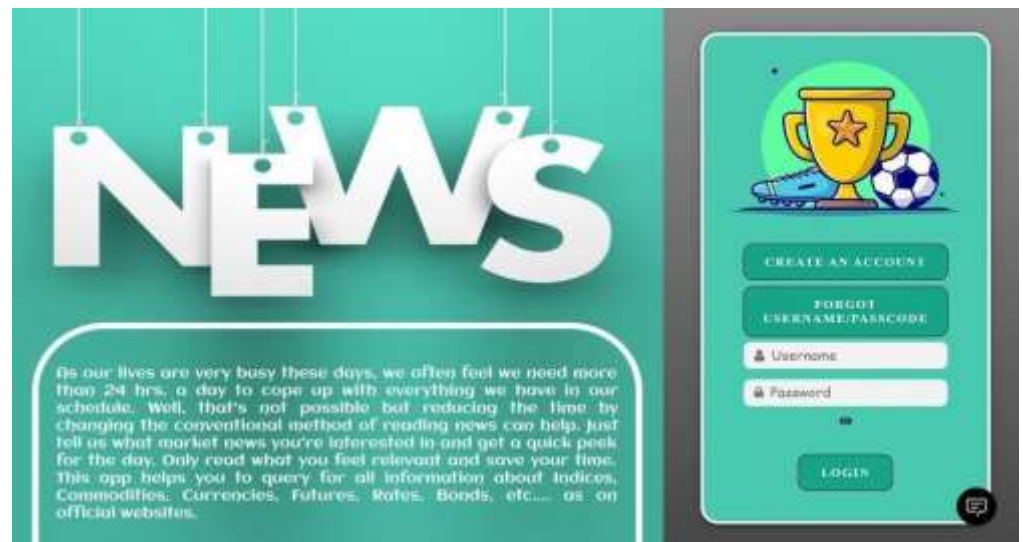 NEWS
As our lives are very busy these days, we often feel we need more
than 24 hrs. a day to cope up with everything we have in our
schedule. Well, that's not possible but reducing the time by
changing the conventional method of reading news can help. Just
tell us what market news you're interested in and get a quick peek
for the day. Only read what you feel relevant and save your time.
This app helps you to query for all information about Indices,
Commodities, Currencies, Futures, Rates, Bonds, etc.... as on
official websites.
CREATE AN ACCOUNT
FORGOT
USERNAME/PASSCODE
Username
Password
LOGIN